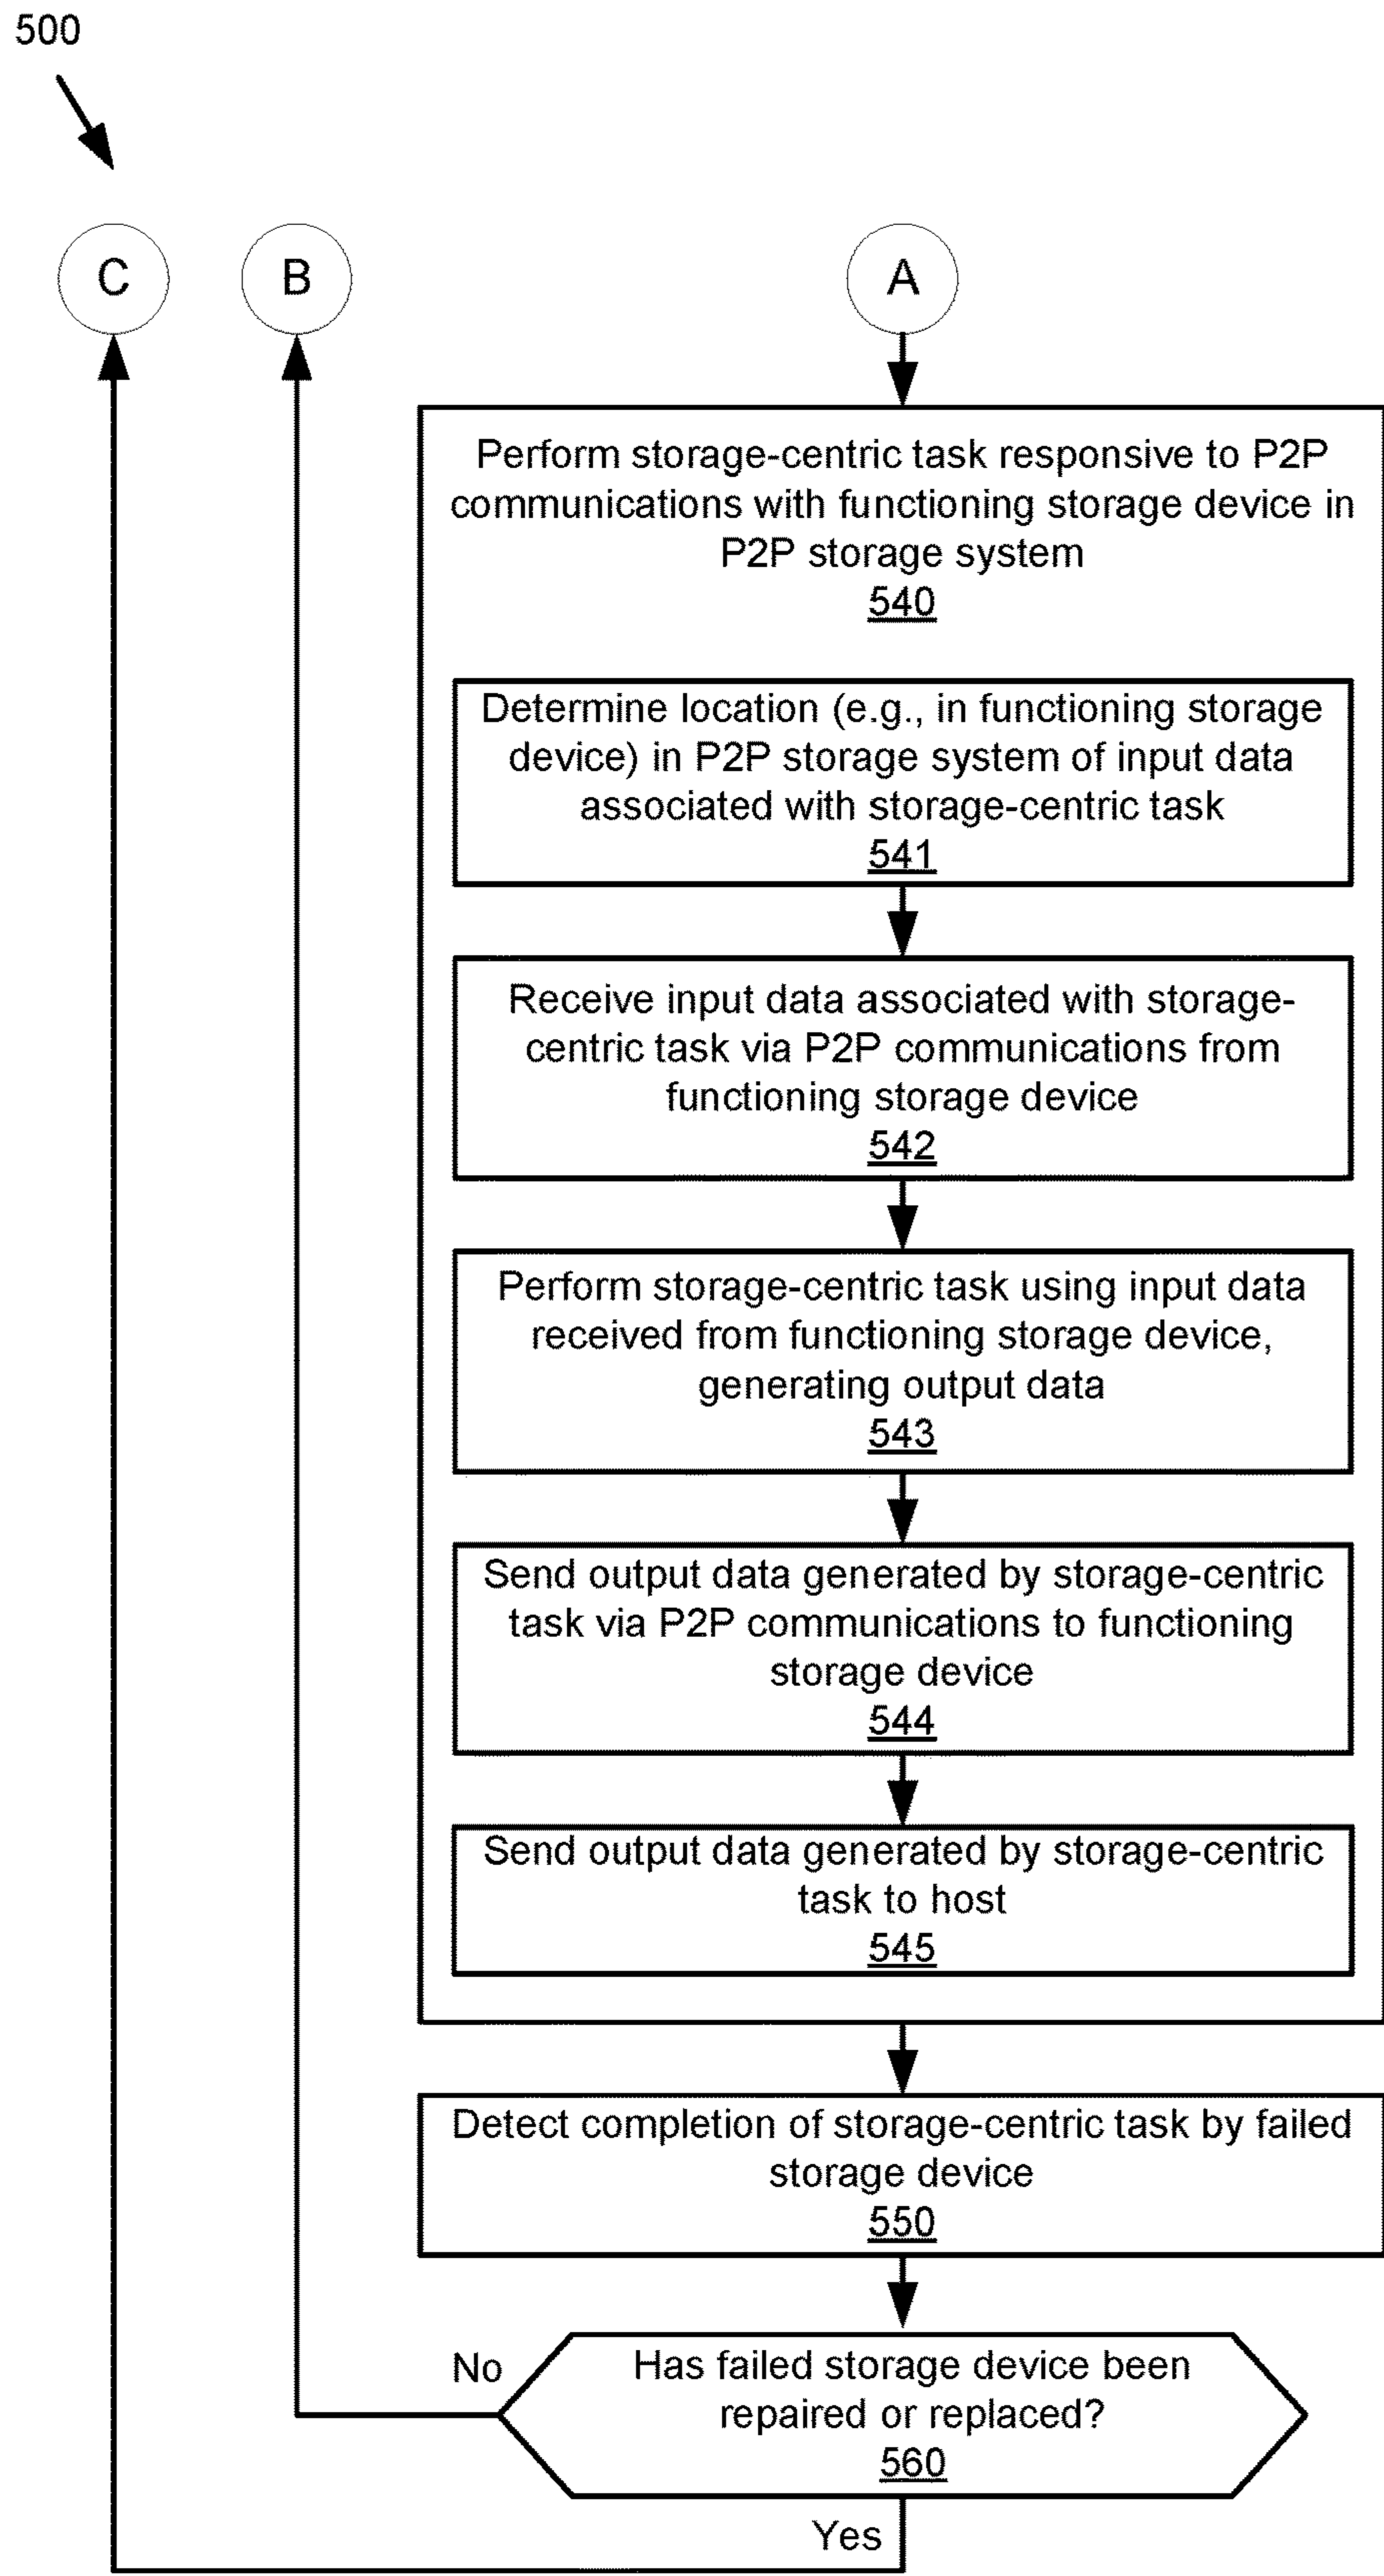 500
C
B
A
Perform storage-centric task responsive to P2P
communications with functioning storage device in
P2P storage system
540
Determine location (e.g., in functioning storage
device) in P2P storage system of input data
associated with storage-centric task
541
Receive input data associated with storage-
centric task via P2P communications from
functioning storage device
542
Perform storage-centric task using input data
received from functioning storage device,
generating output data
543
Send output data generated by storage-centric
task via P2P communications to functioning
storage device
544
Send output data generated by storage-centric
task to host
545
Detect completion of storage-centric task by failed
storage device
550
No
Has failed storage device been
repaired or replaced?
560
Yes